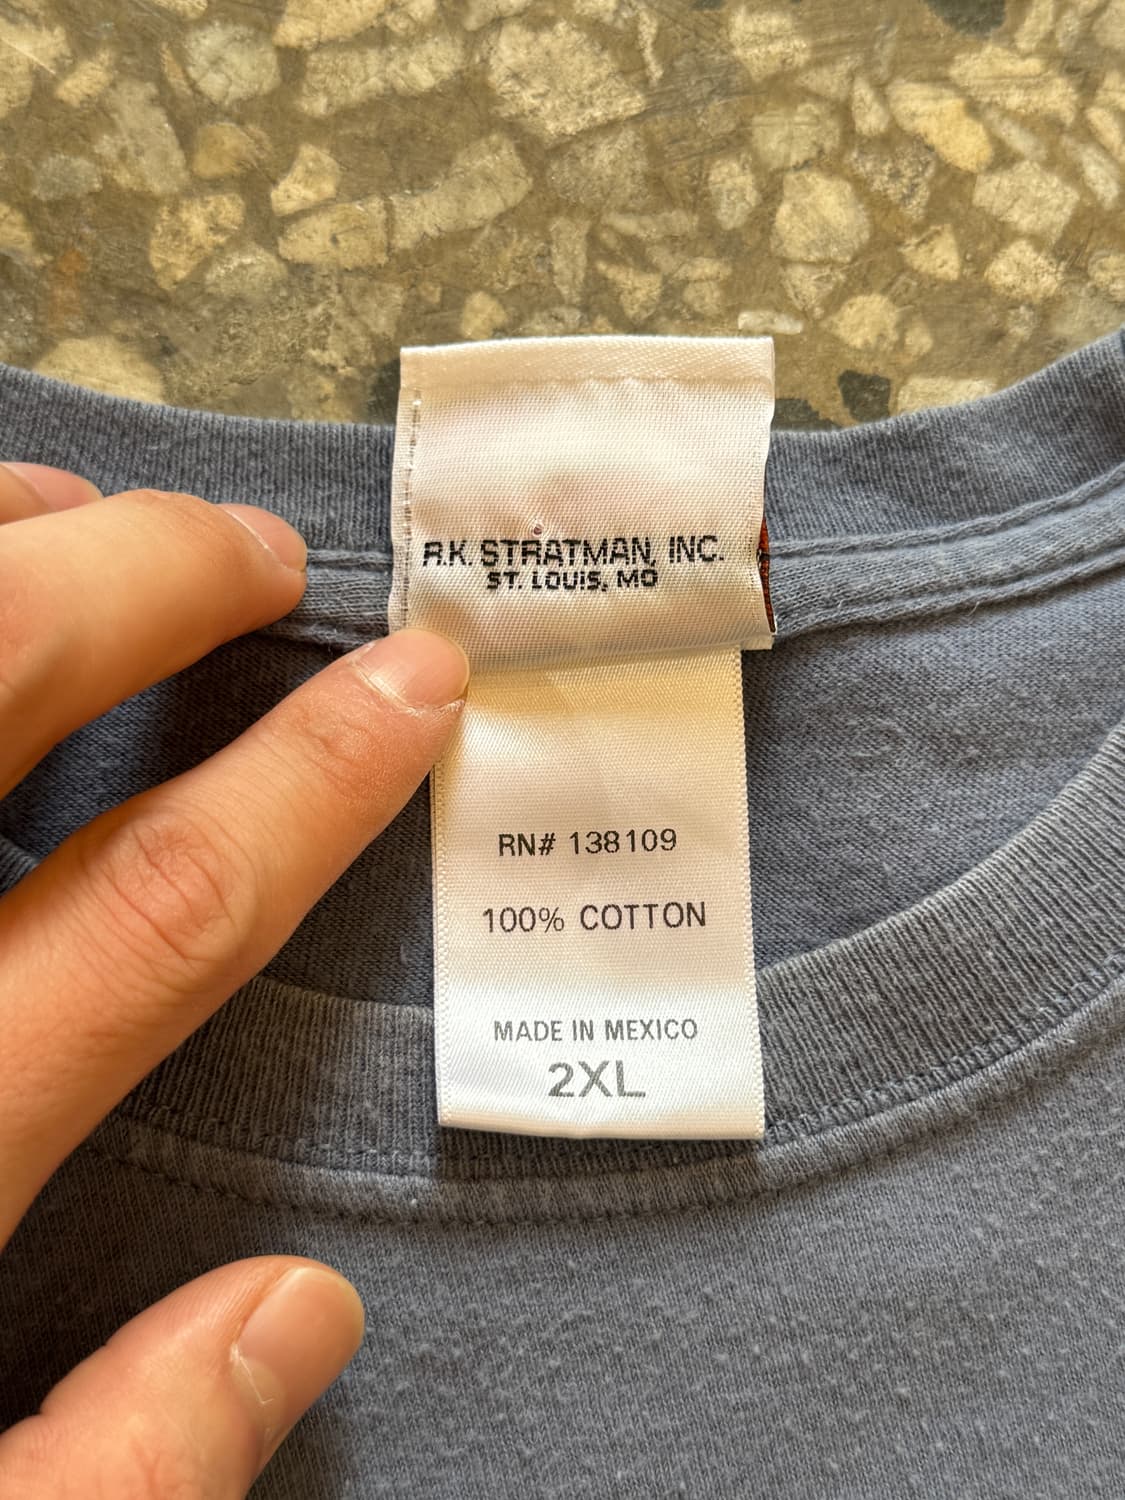 R.K. STRATMAN, INC.
ST. LOUIS, MO
RN# 138109
100% COTTON
MADE IN MEXICO
2XL